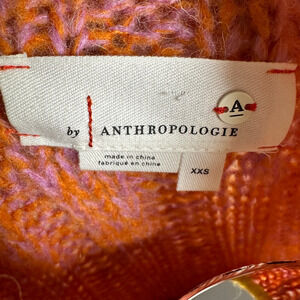 A
by ANTHROPOLOGIE
made in china
fabriqué en chine
XXS